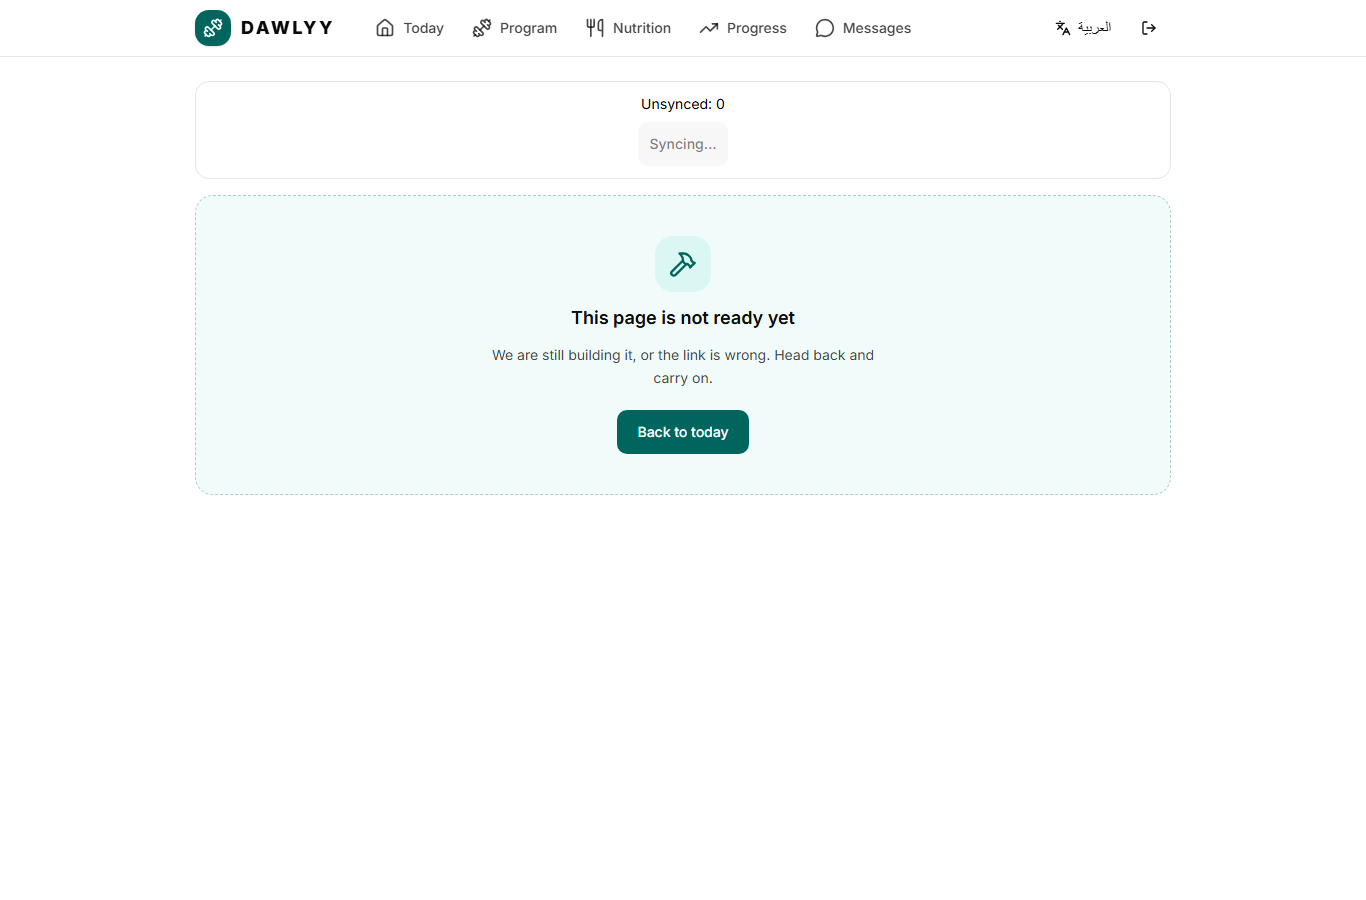 DAWLYY
Today
Program
Nutrition
Progress
Messages
العربية
Unsynced: 0
Syncing...
This page is not ready yet
We are still building it, or the link is wrong. Head back and
carry on.
Back to today